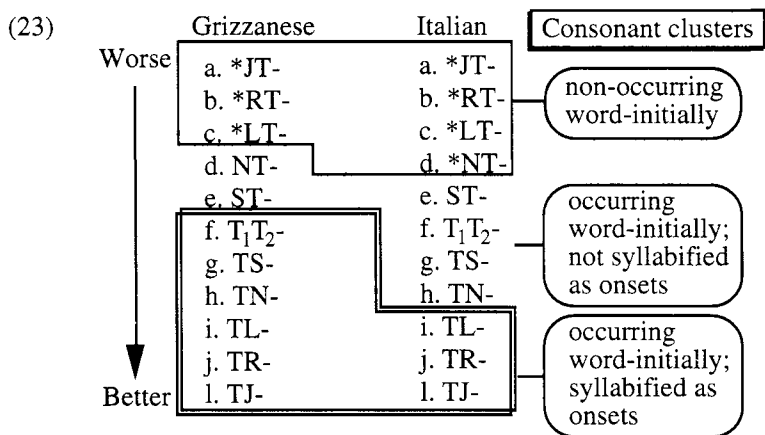 (23) Grizzanese Italian Consonant clusters
Worse
a. *JT- a. *JT-
b. *RT- b. *RT-
c. *LT- c. *LT-
d. NT- d. *NT-
e. ST- e. ST-
f. T₁T₂- f. T₁T₂-
g. TS- g. TS-
h. TN- h. TN-
i. TL- i. TL-
j. TR- j. TR-
l. TJ- l. TJ-
Better
non-occurring
word-initially
occurring
word-initially;
not syllabified
as onsets
occurring
word-initially;
syllabified as
onsets